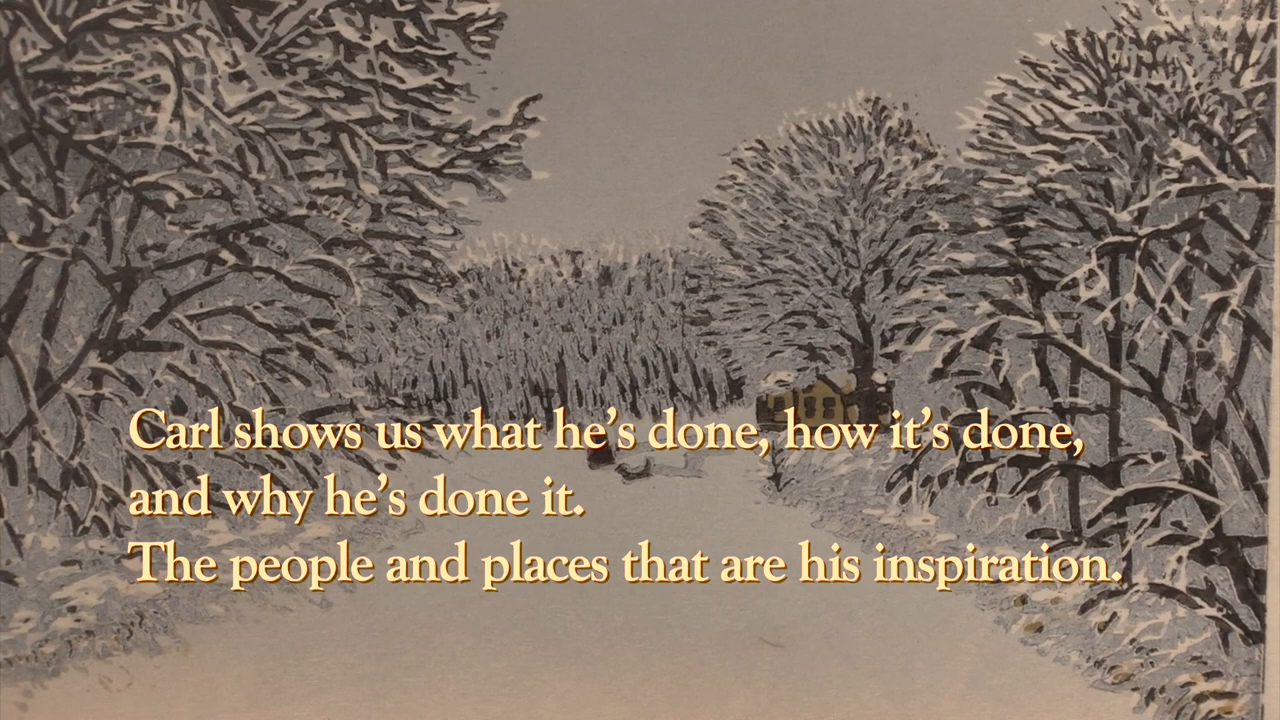 Carl shows us what he’s done, how it’s done,
and why he’s done it.
The people and places that are his inspiration.